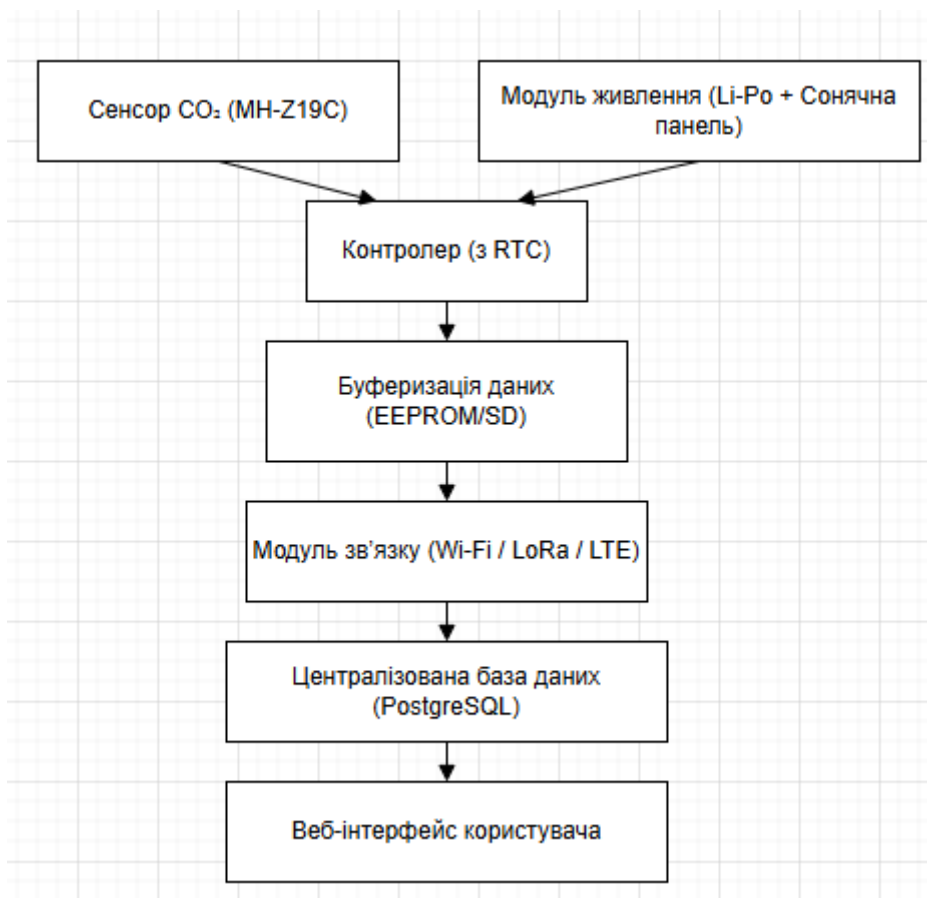 Сенсор CO₂ (MH-Z19C)
Модуль живлення (Li-Po + Сонячна
панель)
Контролер (з RTC)
Буферизація даних
(EEPROM/SD)
Модуль зв’язку (Wi-Fi / LoRa / LTE)
Централізована база даних
(PostgreSQL)
Веб-інтерфейс користувача